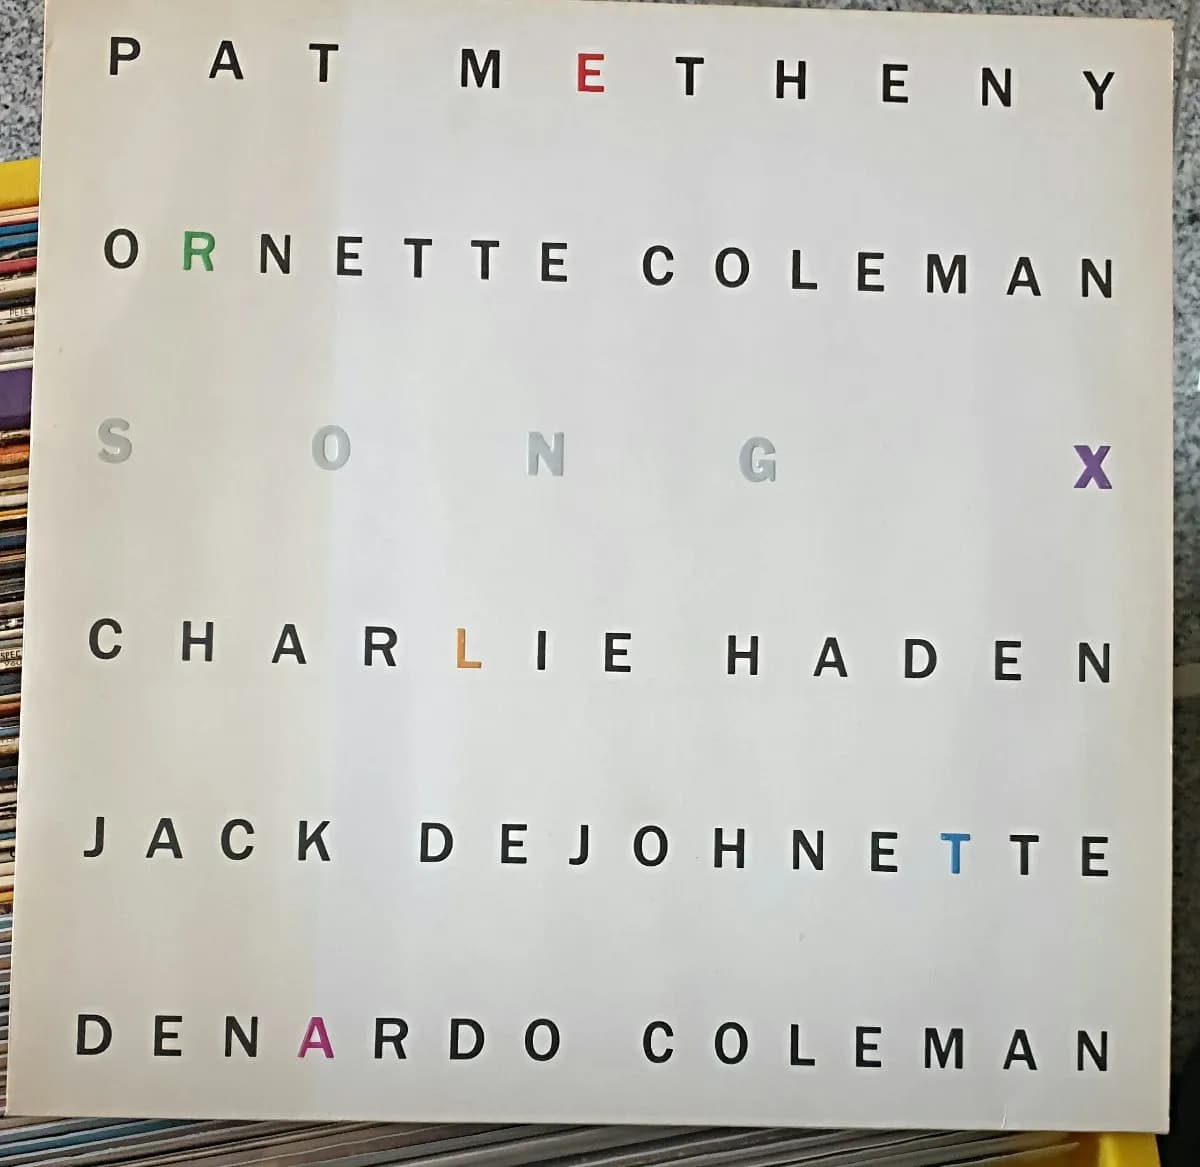 PAT METHENY
ORNETTE COLEMAN
SONG X
CHARLIE HADEN
JACK DEJOHNETTE
DENARDO COLEMAN